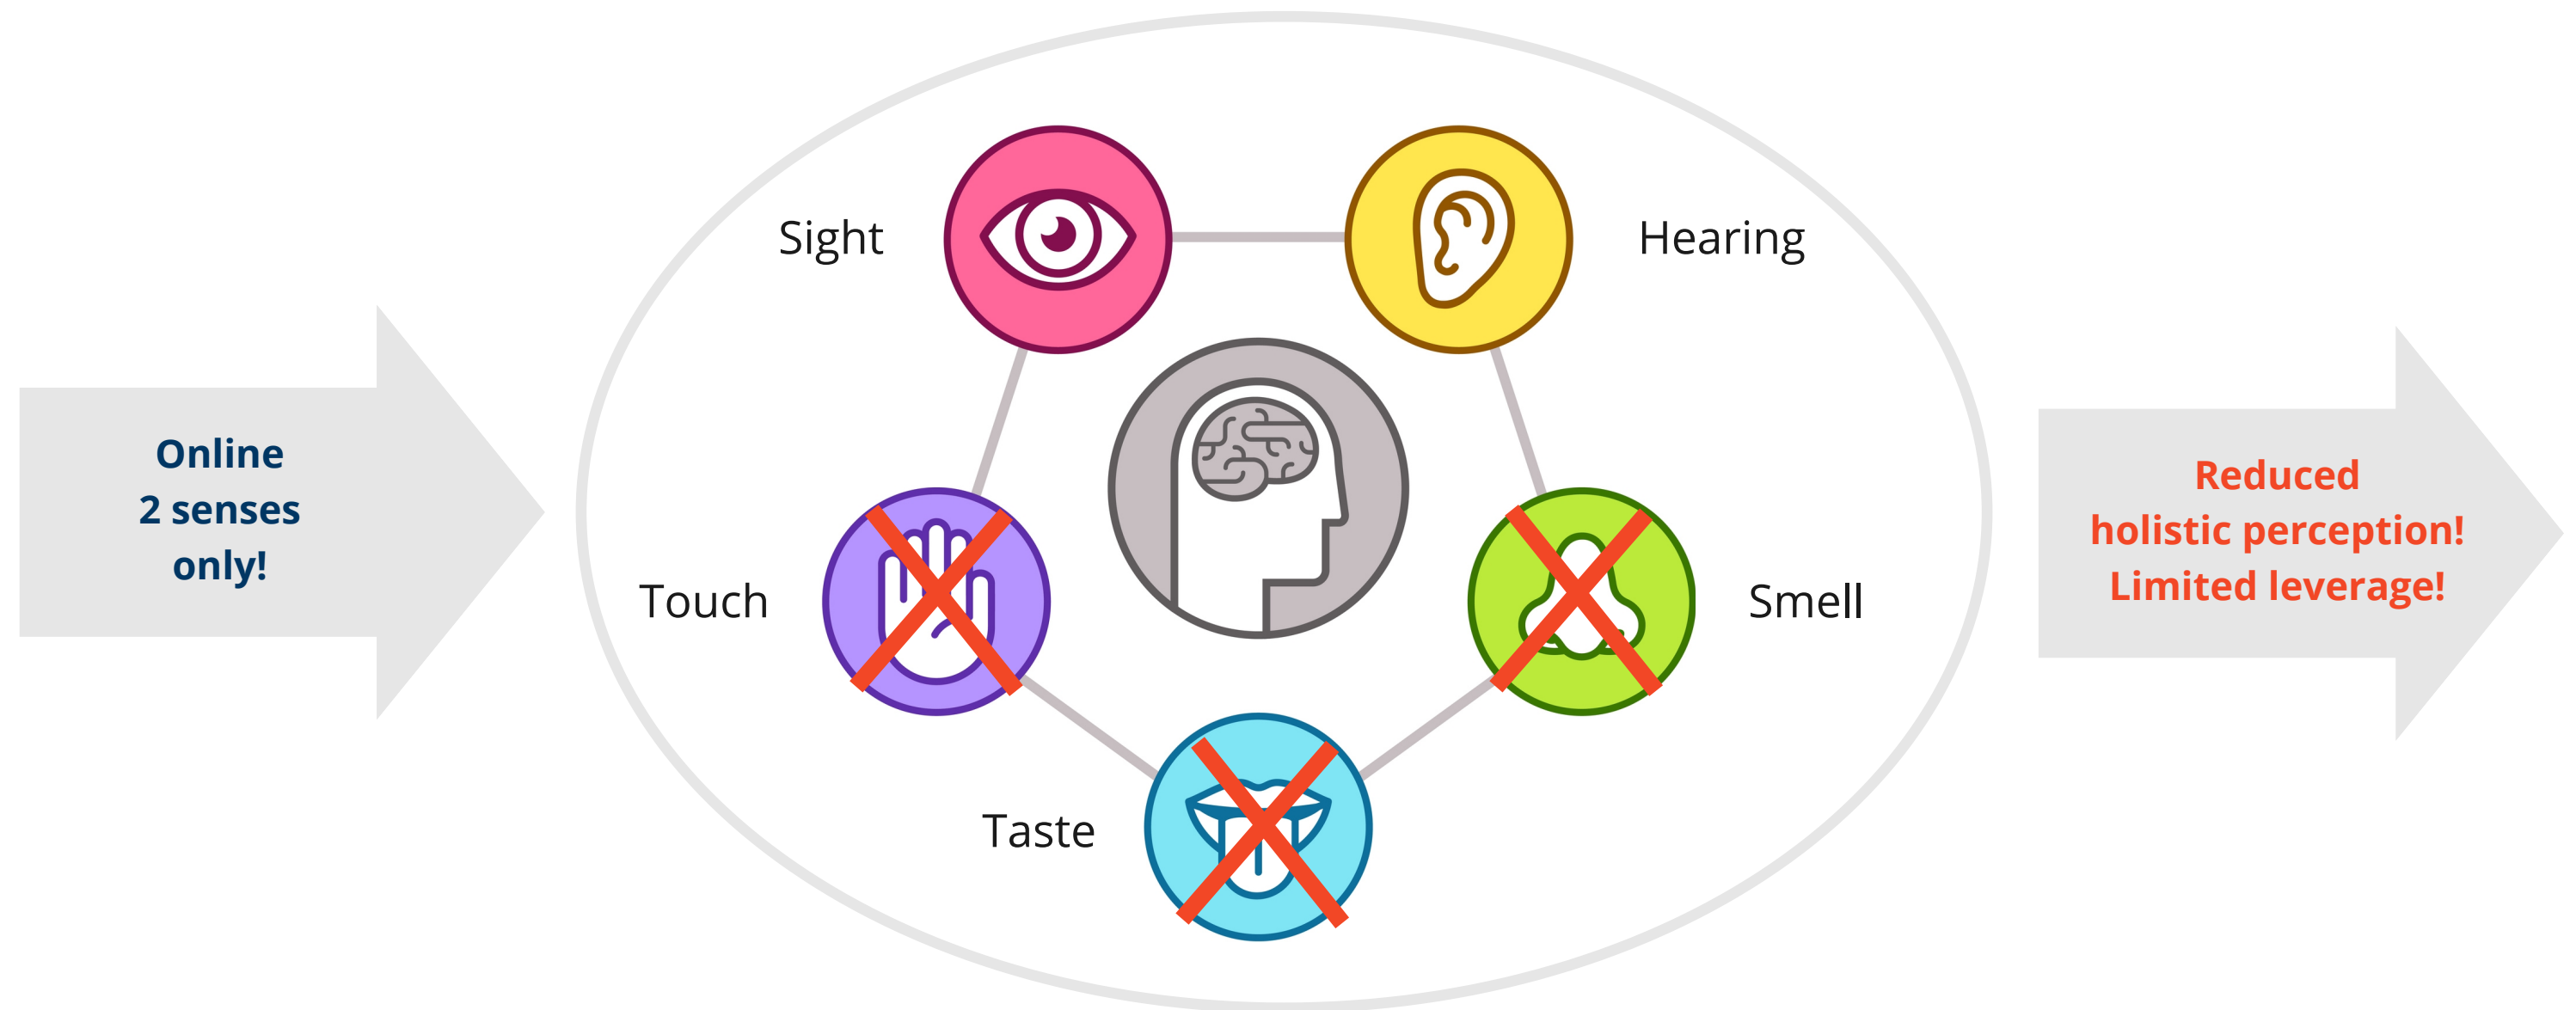 Sight
Hearing
Online
2 senses
only!
Reduced
holistic perception!
Limited leverage!
Touch
Smell
Taste